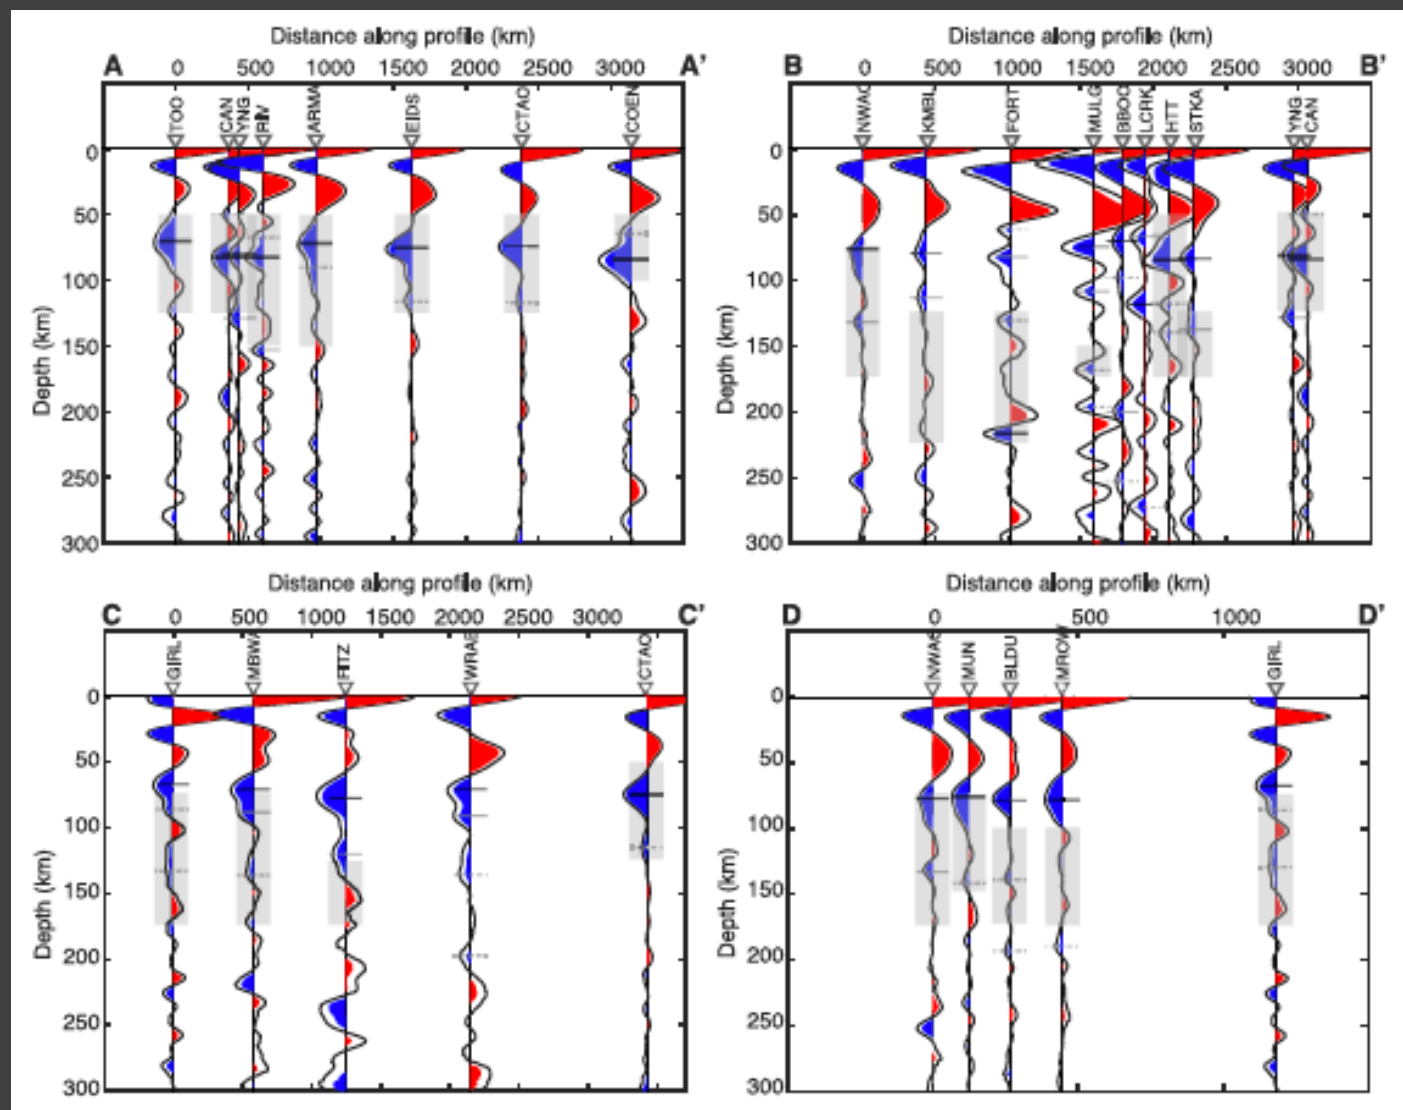 Distance along profile (km)
A 0 500 1000 1500 2000 2500 3000 A'
TOO CAN YNG RIV ARMA EIDS CTAO COEN
0
50
100
150
200
250
300
Depth (km)
Distance along profile (km)
B 0 500 1000 1500 2000 2500 3000 B'
NWAO KMBL FORT MULG BBOO LCRK HTT STKA YNG CAN
0
50
100
150
200
250
300
Depth (km)
Distance along profile (km)
C 0 500 1000 1500 2000 2500 3000 C'
GIRL MBWA FITZ WRAB CTAO
0
50
100
150
200
250
300
Depth (km)
Distance along profile (km)
D 0 500 1000 D'
NWAO MUN BLDU MROW GIRL
0
50
100
150
200
250
300
Depth (km)